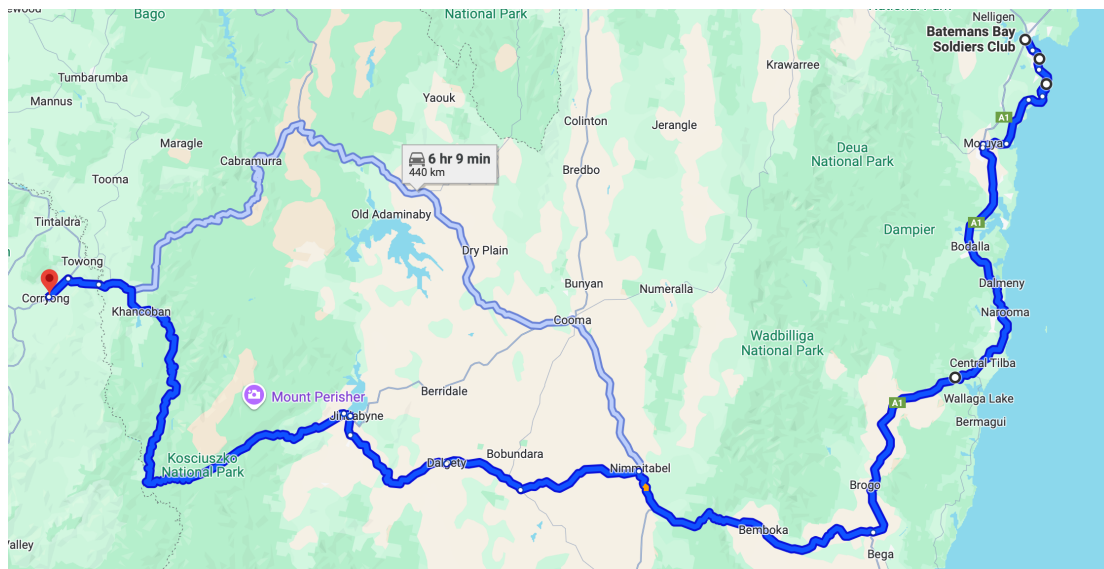 Bago
National Park
Nelligen
Batemans Bay
Soldiers Club
Tumbarumba
Krawarree
Mannus
Yaouk
Colinton
Jerangle
A1
Maragle
Moruya
Deua
National Park
6 hr 9 min
440 km
Cabramurra
Bredbo
Tooma
Old Adaminaby
Tintaldra
A1
Dampier
Bodalla
Dry Plain
Towong
Bunyan
Numeralla
Dalmeny
Corryong
Khancoban
Narooma
Cooma
Wadbilliga
National Park
Central Tilba
Mount Perisher
Berridale
Wallaga Lake
A1
Jindabyne
Bermagui
Kosciuszko
National Park
Dalgety
Bobundara
Nimmitabel
Brogo
Bemboka
Bega